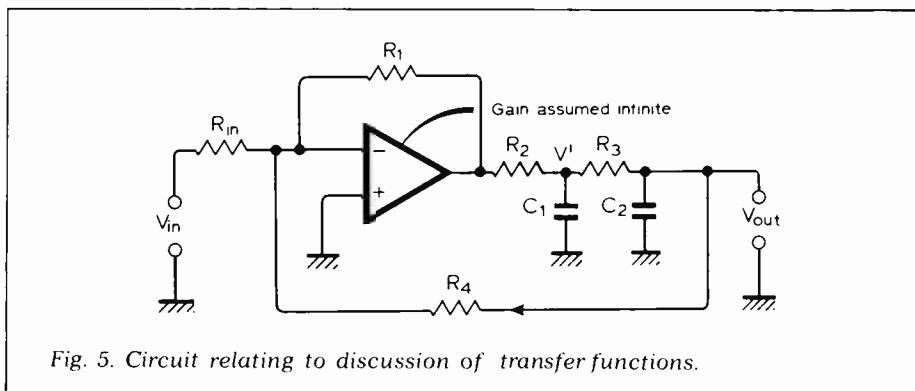 R1
Gain assumed infinite
Rin
R2
V'
R3
−
+
C1
C2
Vin
Vout
R4
Fig. 5. Circuit relating to discussion of transfer functions.